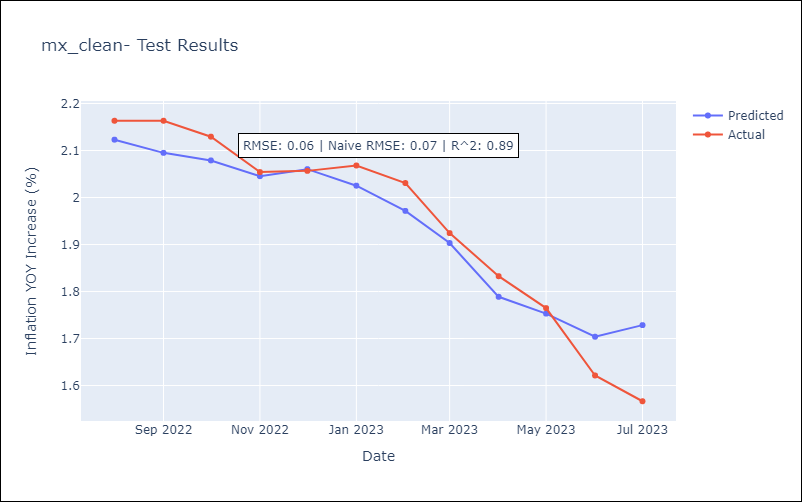 mx_clean- Test Results
Predicted
Actual
RMSE: 0.06 | Naive RMSE: 0.07 | R^2: 0.89
Inflation YOY Increase (%)
2.2
2.1
2
1.9
1.8
1.7
1.6
Sep 2022
Nov 2022
Jan 2023
Mar 2023
May 2023
Jul 2023
Date